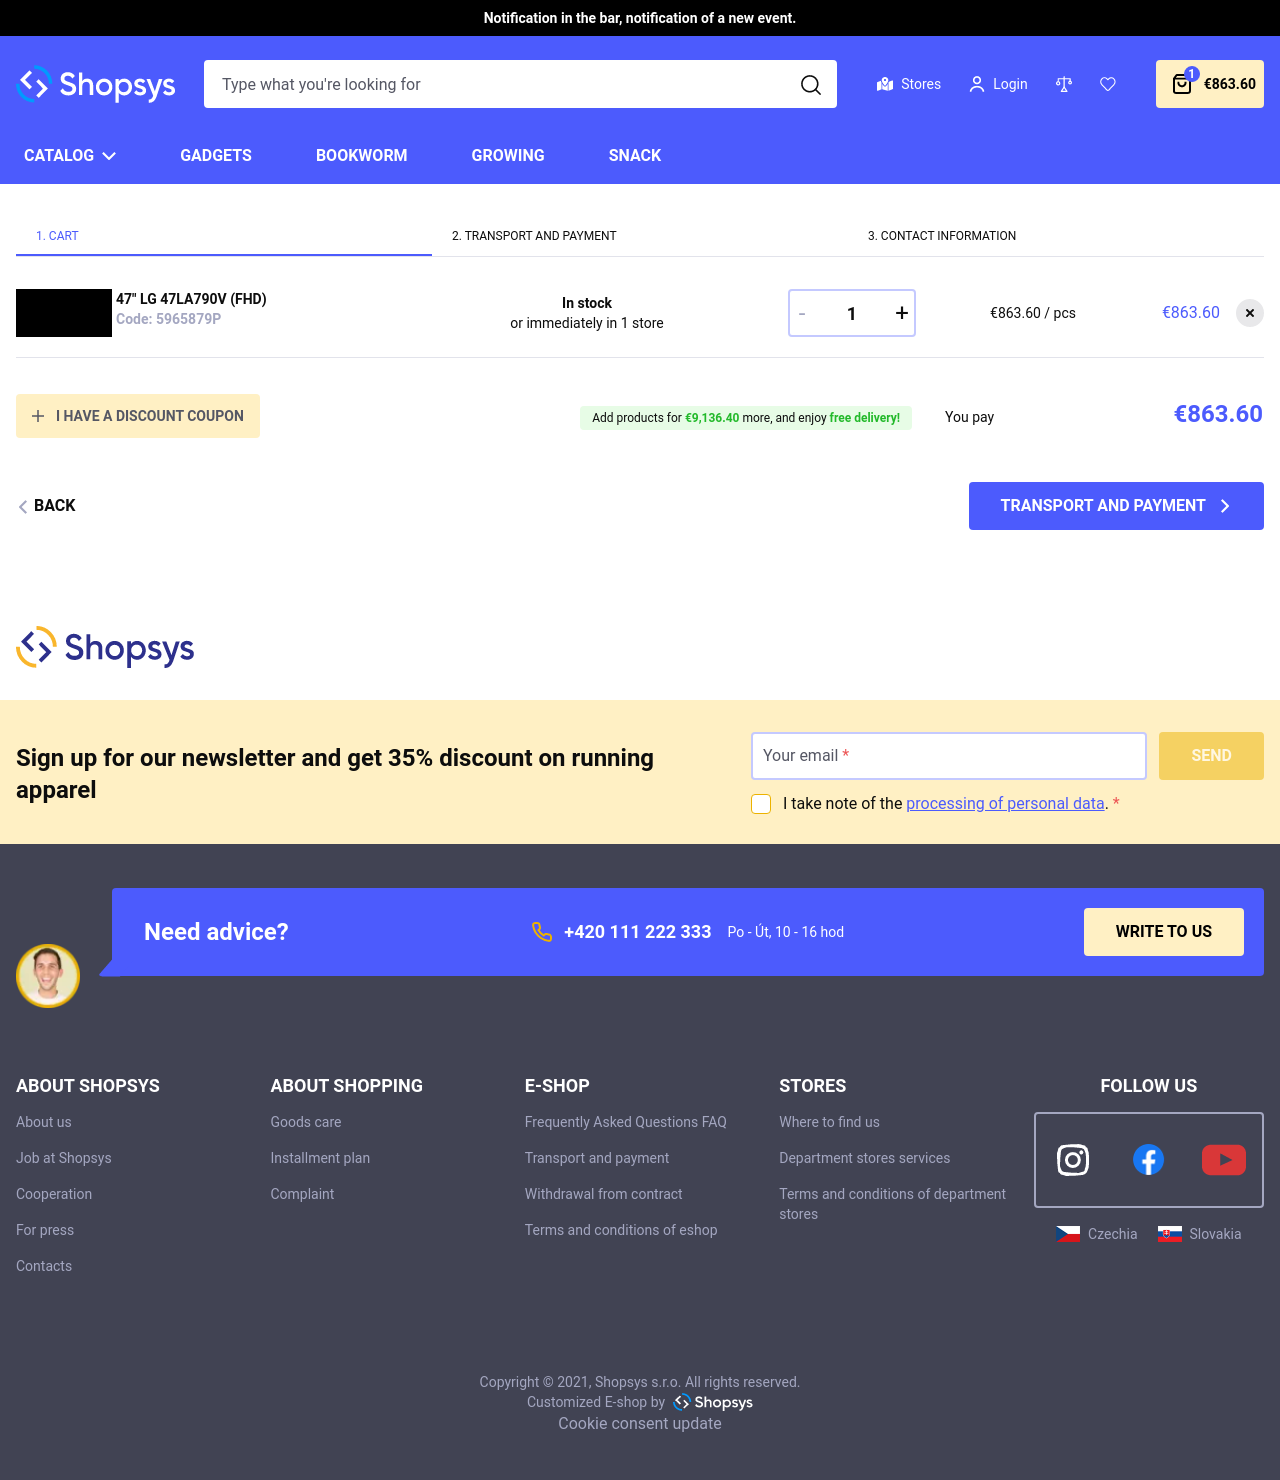 Notification in the bar, notification of a new event.
Shopsys
Type what you're looking for
Stores
Login
1
€863.60
CATALOG
GADGETS
BOOKWORM
GROWING
SNACK
1. CART
2. TRANSPORT AND PAYMENT
3. CONTACT INFORMATION
47" LG 47LA790V (FHD)
Code: 5965879P
In stock
or immediately in 1 store
- 1 +
€863.60 / pcs
€863.60
I HAVE A DISCOUNT COUPON
Add products for €9,136.40 more, and enjoy free delivery!
You pay
€863.60
BACK
TRANSPORT AND PAYMENT
Shopsys
Sign up for our newsletter and get 35% discount on running
apparel
Your email *
SEND
I take note of the processing of personal data. *
Need advice?
+420 111 222 333
Po - Út, 10 - 16 hod
WRITE TO US
ABOUT SHOPSYS
About us
Job at Shopsys
Cooperation
For press
Contacts
ABOUT SHOPPING
Goods care
Installment plan
Complaint
E-SHOP
Frequently Asked Questions FAQ
Transport and payment
Withdrawal from contract
Terms and conditions of eshop
STORES
Where to find us
Department stores services
Terms and conditions of department
stores
FOLLOW US
Czechia
Slovakia
Copyright © 2021, Shopsys s.r.o. All rights reserved.
Customized E-shop by Shopsys
Cookie consent update